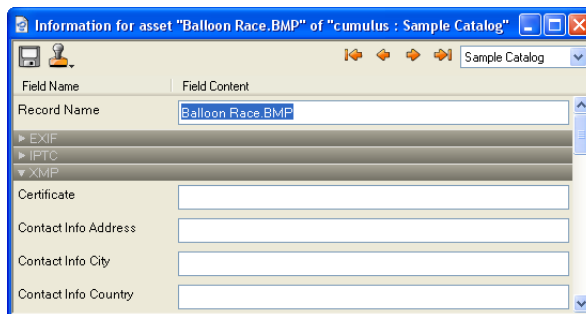 Information for asset "Balloon Race.BMP" of "cumulus : Sample Catalog"
Sample Catalog
Field Name Field Content
Record Name Balloon Race.BMP
EXIF
IPTC
XMP
Certificate
Contact Info Address
Contact Info City
Contact Info Country